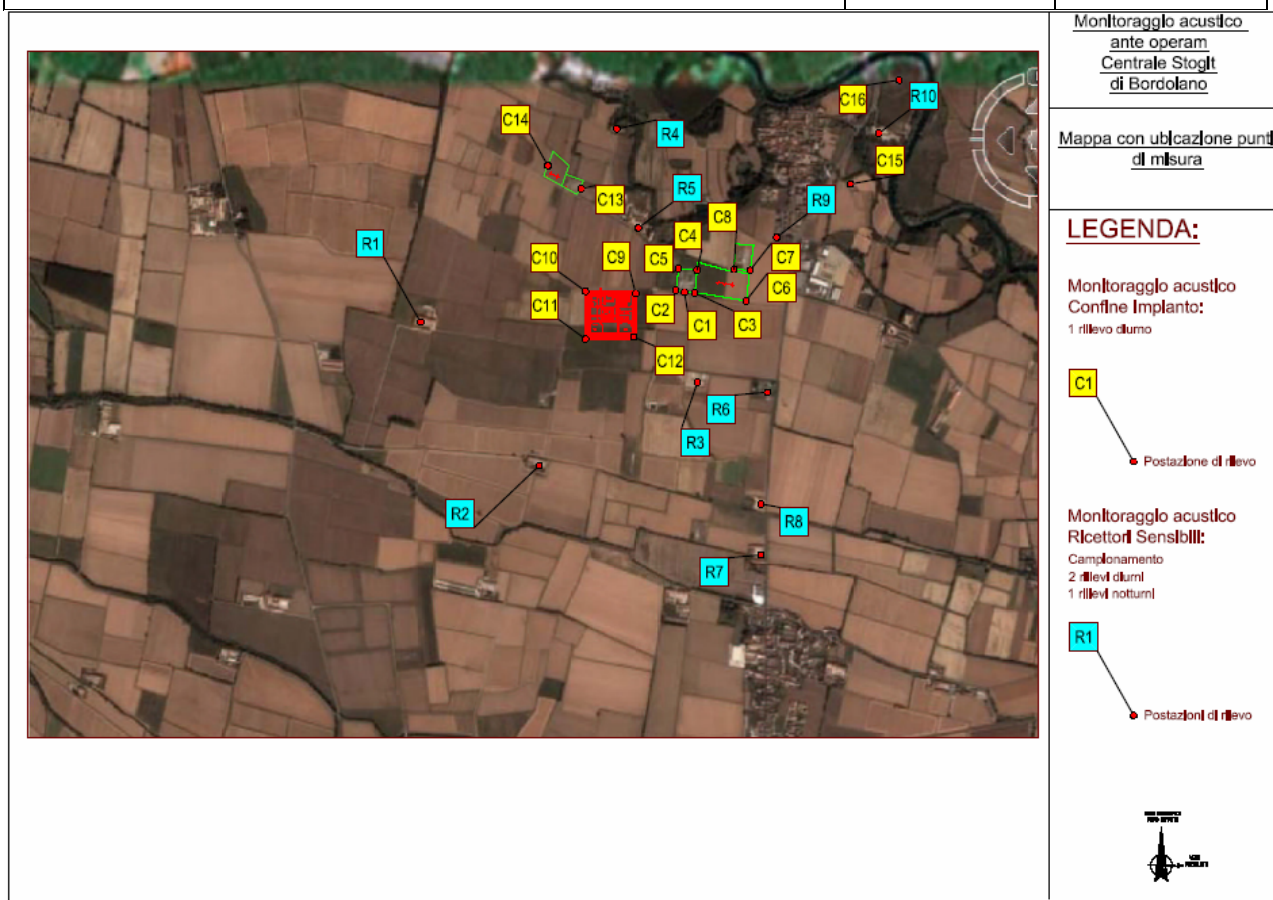 Monitoraggio acustico
ante operam
Centrale Stogit
di Bordolano
Mappa con ubicazione punti
di misura
LEGENDA:
Monitoraggio acustico
Confine Impianto:
1 rilievo diurno
C1
Postazione di rilievo
Monitoraggio acustico
Ricettori Sensibili:
Campionamento
2 rilievi diurni
1 rilievi notturni
R1
Postazioni di rilievo
C16
R10
C14
R4
C15
C13
R5
R9
C8
C4
R1
C10
C9
C5
C7
C6
C11
C2
C1
C3
C12
R6
R3
R2
R8
R7